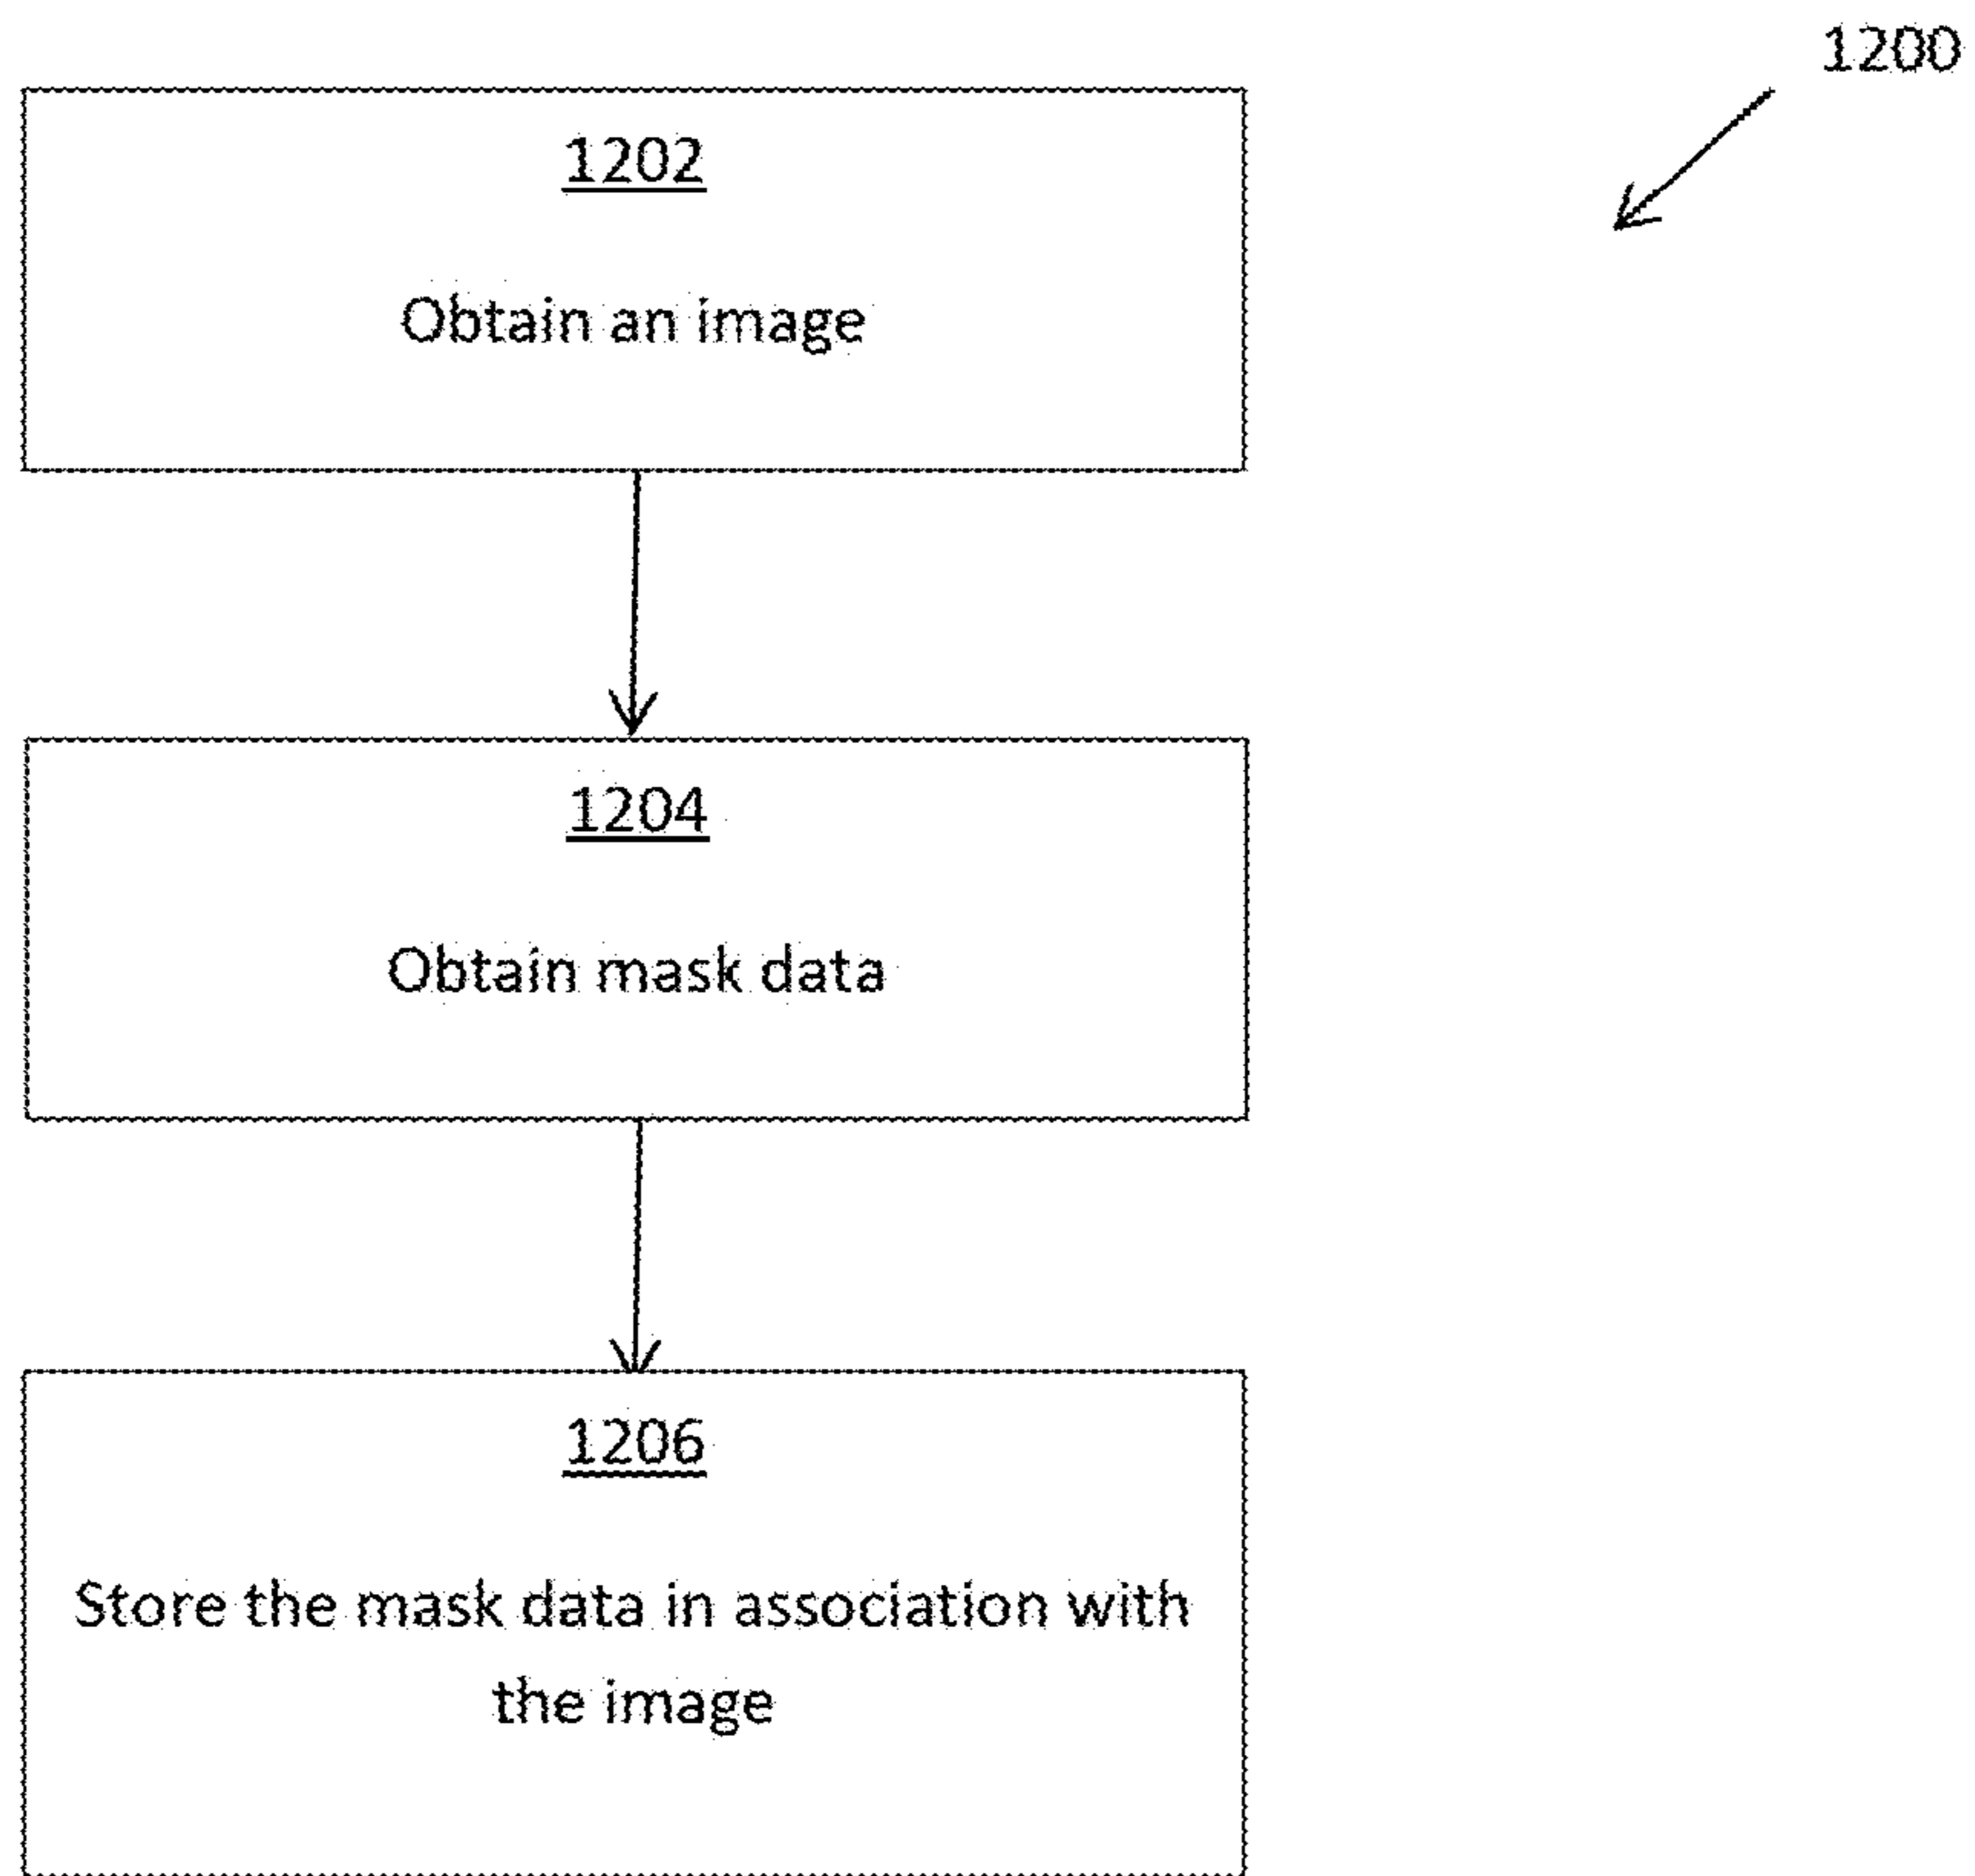 1200
1202
Obtain an image
1204
Obtain mask data
1206
Store the mask data in association with
the image